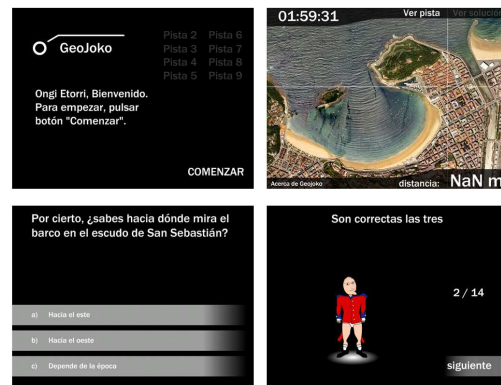 GeoJoko
Pista 2 Pista 6
Pista 3 Pista 7
Pista 4 Pista 8
Pista 5 Pista 9
Ongi Etorri, Bienvenido.
Para empezar, pulsar
botón "Comenzar".
COMENZAR
01:59:31
Ver pista
Ver solución
Acerca de Geojoko
distancia: NaN m
Por cierto, ¿sabes hacia dónde mira el
barco en el escudo de San Sebastián?
a) Hacia el este
b) Hacia el oeste
c) Depende de la época
Son correctas las tres
2 / 14
siguiente